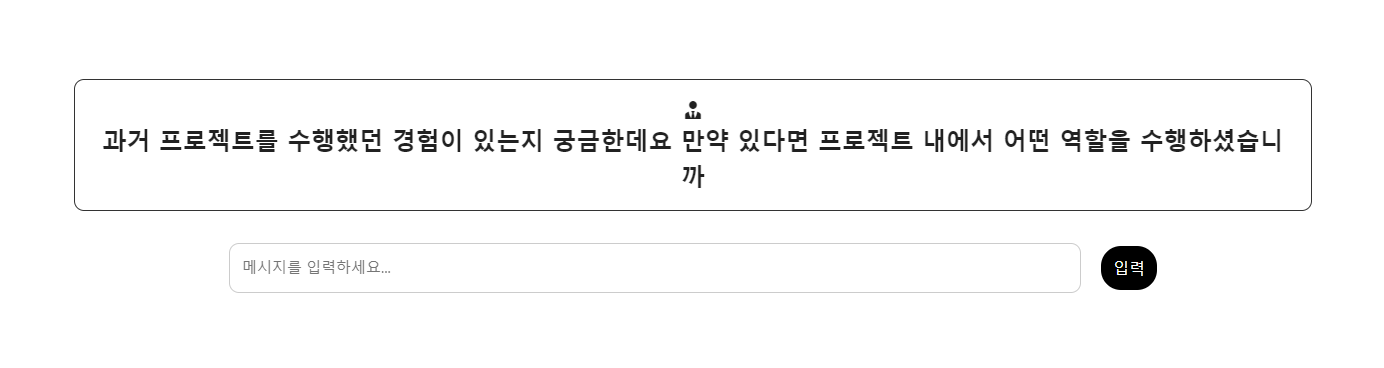 과거 프로젝트를 수행했던 경험이 있는지 궁금한데요 만약 있다면 프로젝트 내에서 어떤 역할을 수행하셨습니
까
메시지를 입력하세요...
입력